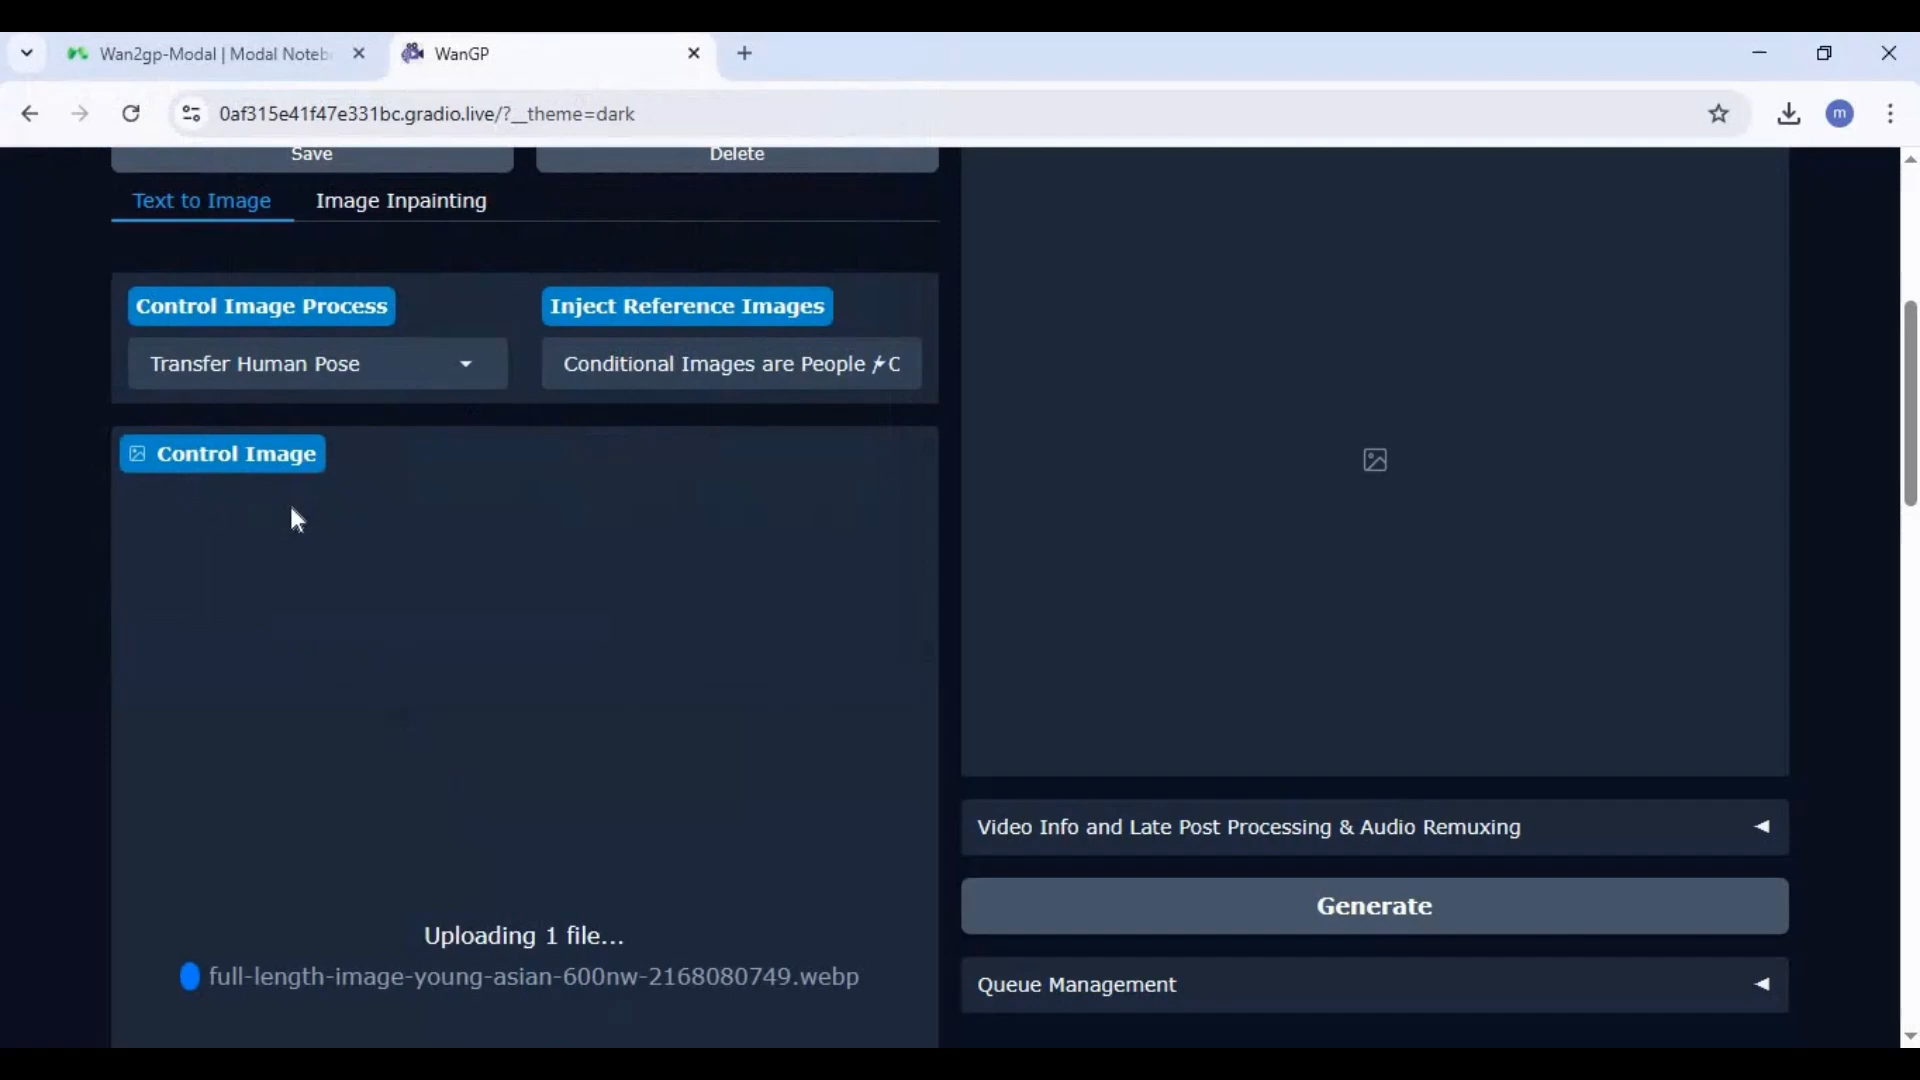 Wan2gp-Modal | Modal Noteb
WanGP
0af315e41f47e331bc.gradio.live/?__theme=dark
m
Save
Delete
Text to Image
Image Inpainting
Control Image Process
Inject Reference Images
Transfer Human Pose
Conditional Images are People / C
Control Image
Uploading 1 file...
full-length-image-young-asian-600nw-2168080749.webp
Video Info and Late Post Processing & Audio Remuxing
Generate
Queue Management